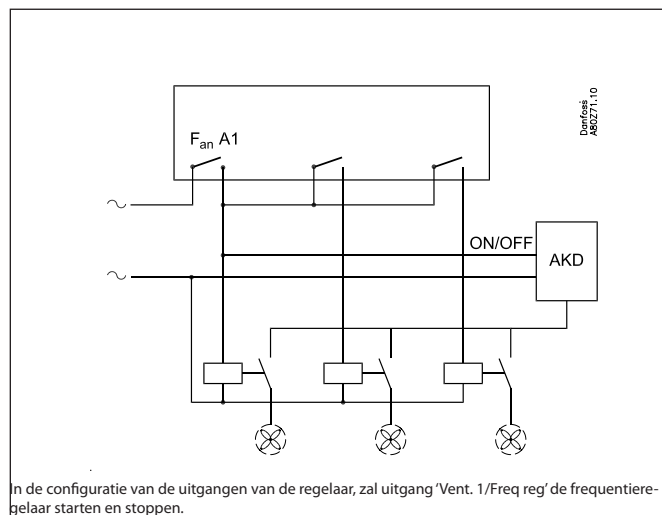 Danfoss
A80Z71.10
Fan A1
ON/OFF
AKD
In de configuratie van de uitgangen van de regelaar, zal uitgang ‘Vent. 1/Freq reg’ de frequentiere-
gelaar starten en stoppen.